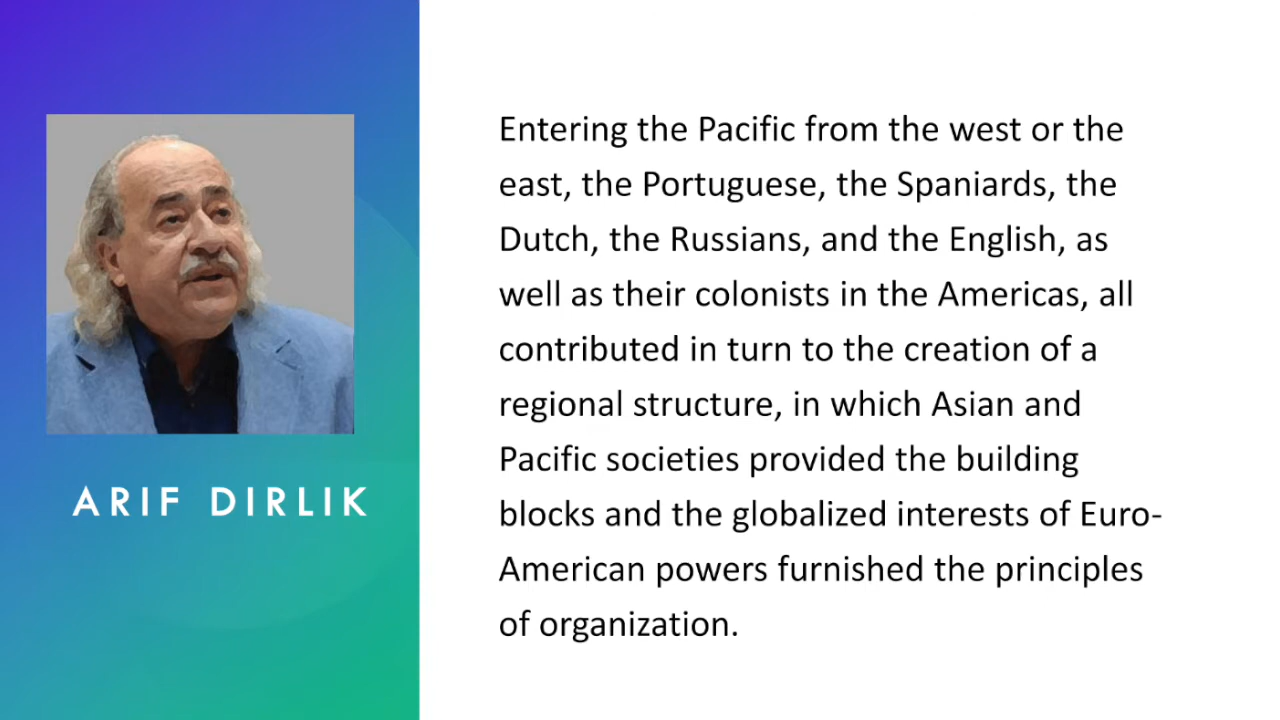 ARIF DIRLIK
Entering the Pacific from the west or the
east, the Portuguese, the Spaniards, the
Dutch, the Russians, and the English, as
well as their colonists in the Americas, all
contributed in turn to the creation of a
regional structure, in which Asian and
Pacific societies provided the building
blocks and the globalized interests of Euro-
American powers furnished the principles
of organization.